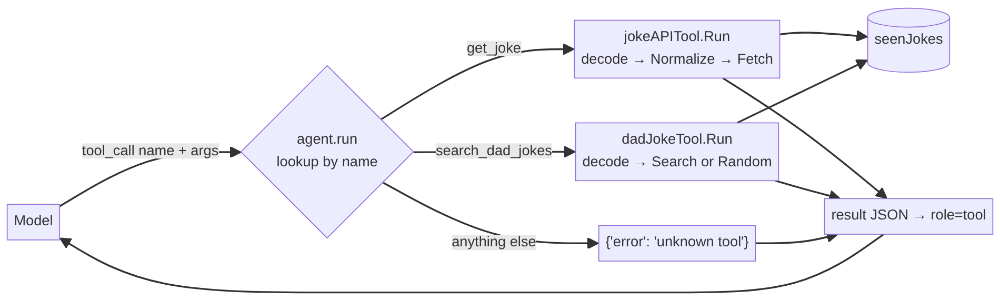 Model
tool_call name + args
agent.run
lookup by name
get_joke
search_dad_jokes
anything else
jokeAPITool.Run
decode → Normalize → Fetch
dadJokeTool.Run
decode → Search or Random
{'error': 'unknown tool'}
seenJokes
result JSON → role=tool